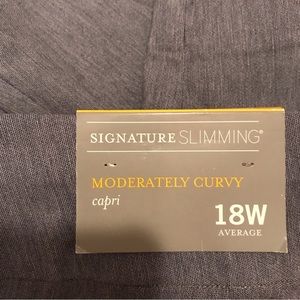 SIGNATURE SLIMMING®
MODERATELY CURVY
capri
18W
AVERAGE